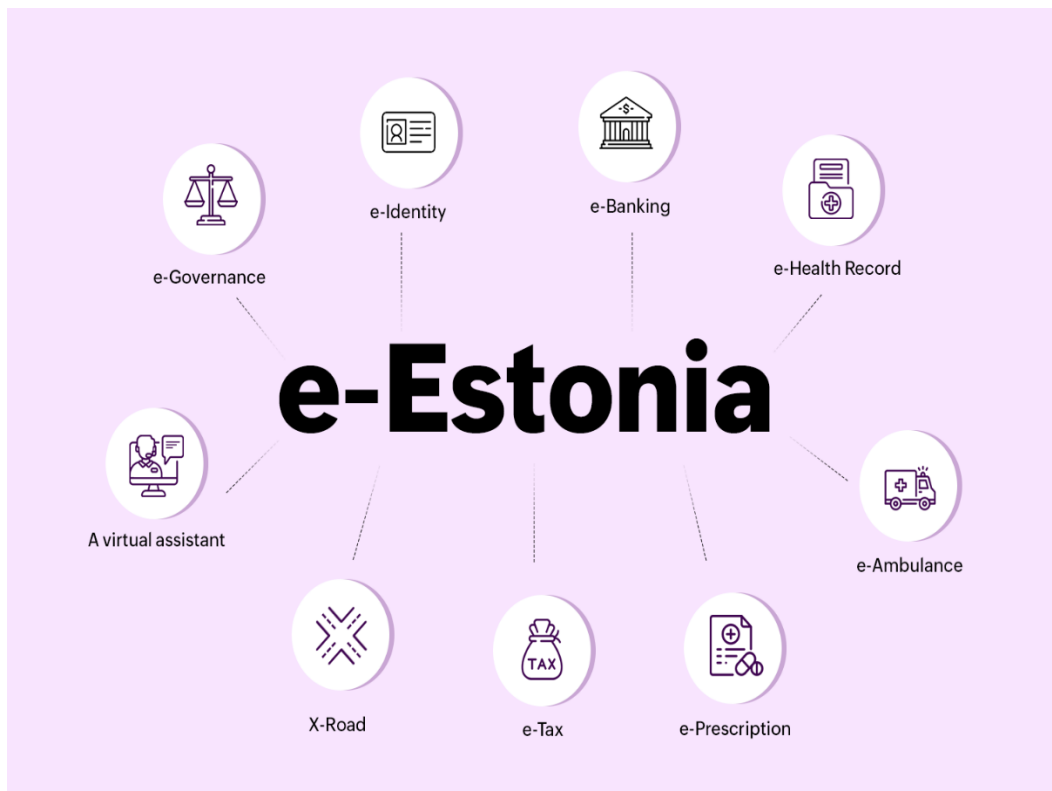 e-Identity
e-Banking
e-Governance
e-Health Record
e-Estonia
A virtual assistant
e-Ambulance
X-Road
TAX
e-Tax
e-Prescription
$